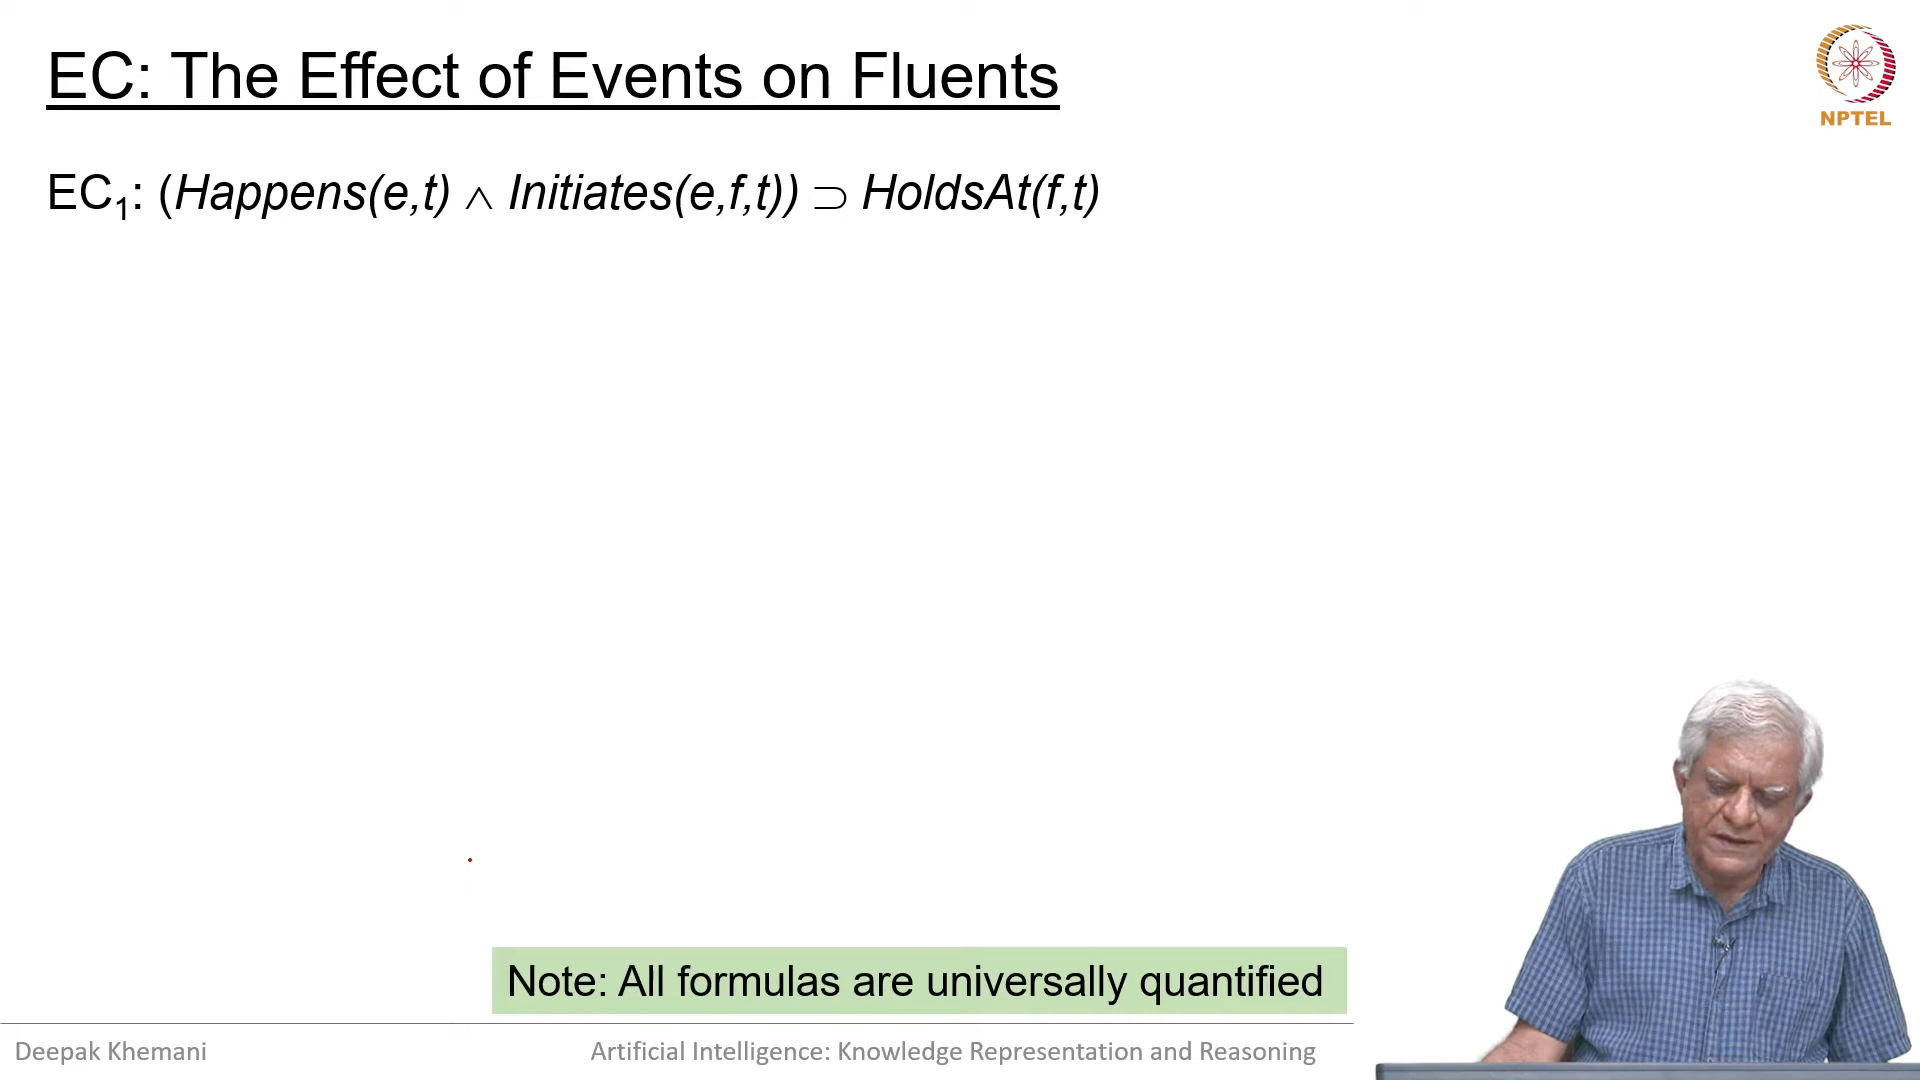 EC: The Effect of Events on Fluents
NPTEL
EC₁: (Happens(e,t) ∧ Initiates(e,f,t)) ⊃ HoldsAt(f,t)
Note: All formulas are universally quantified
Deepak Khemani
Artificial Intelligence: Knowledge Representation and Reasoning